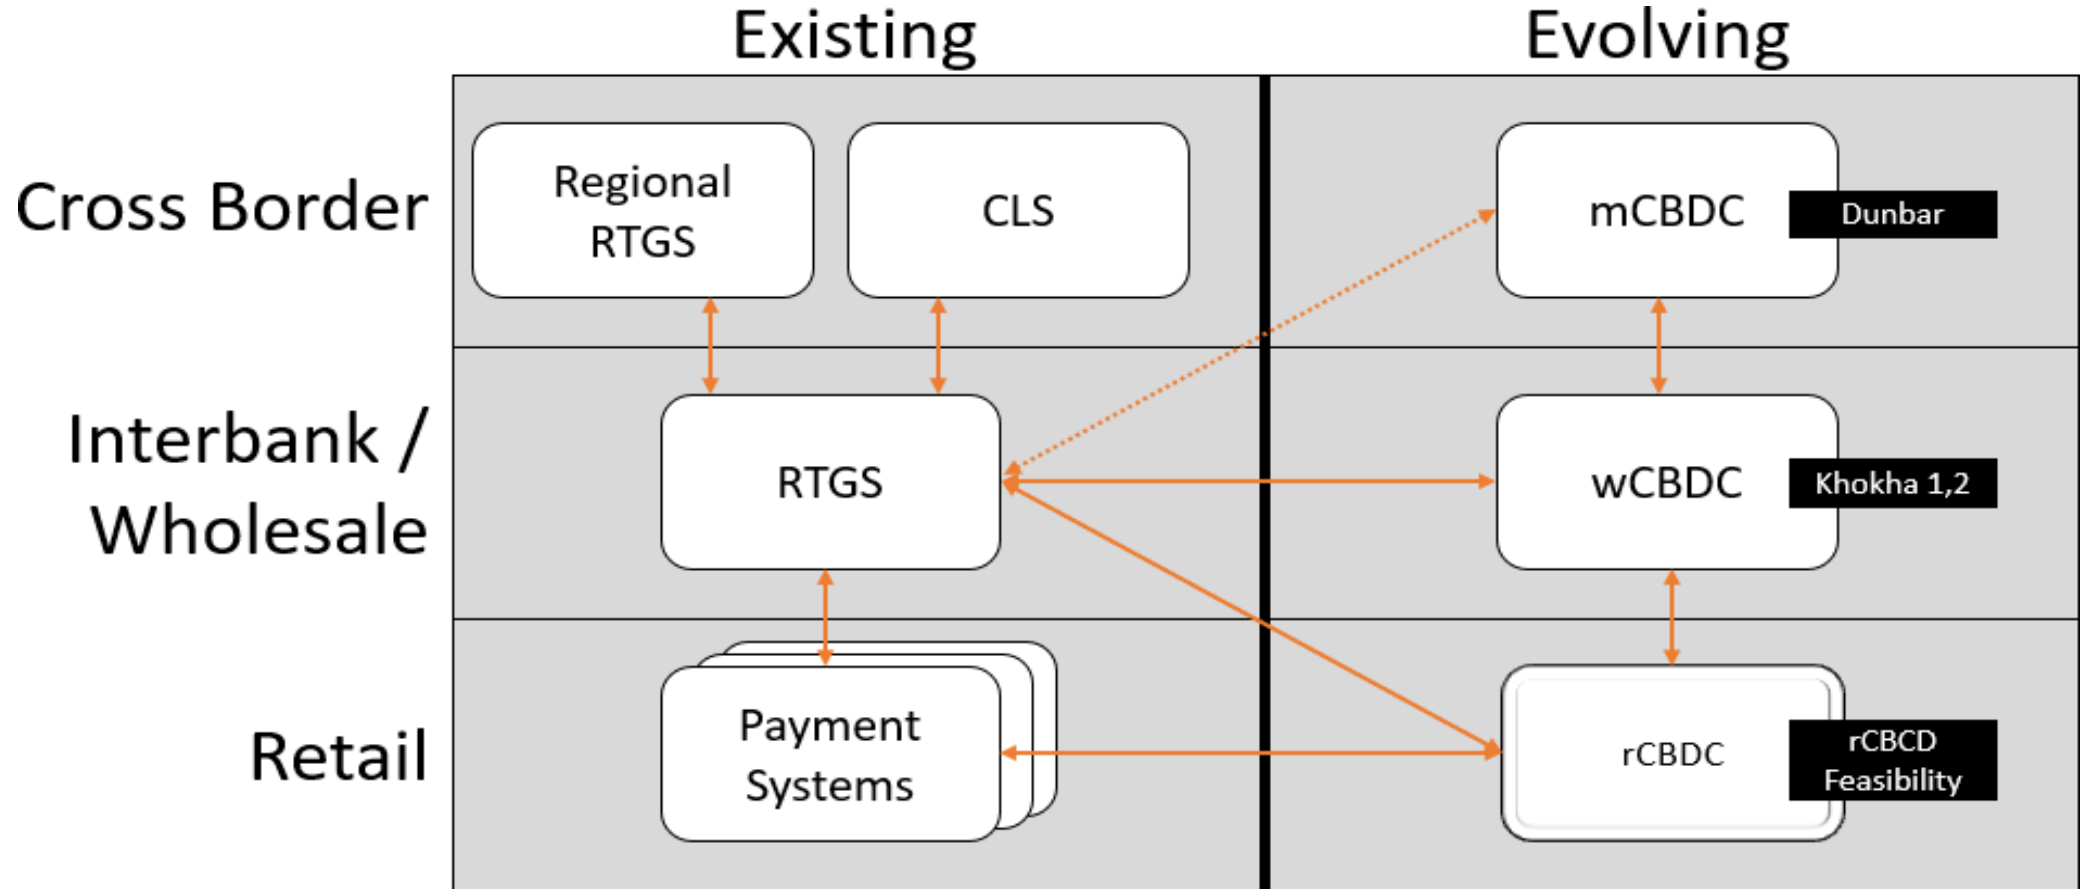 Existing
Evolving
Cross Border
Regional
RTGS
CLS
mCBDC
Dunbar
Interbank /
Wholesale
RTGS
wCBDC
Khokha 1,2
Retail
Payment
Systems
rCBDC
rCBCD
Feasibility